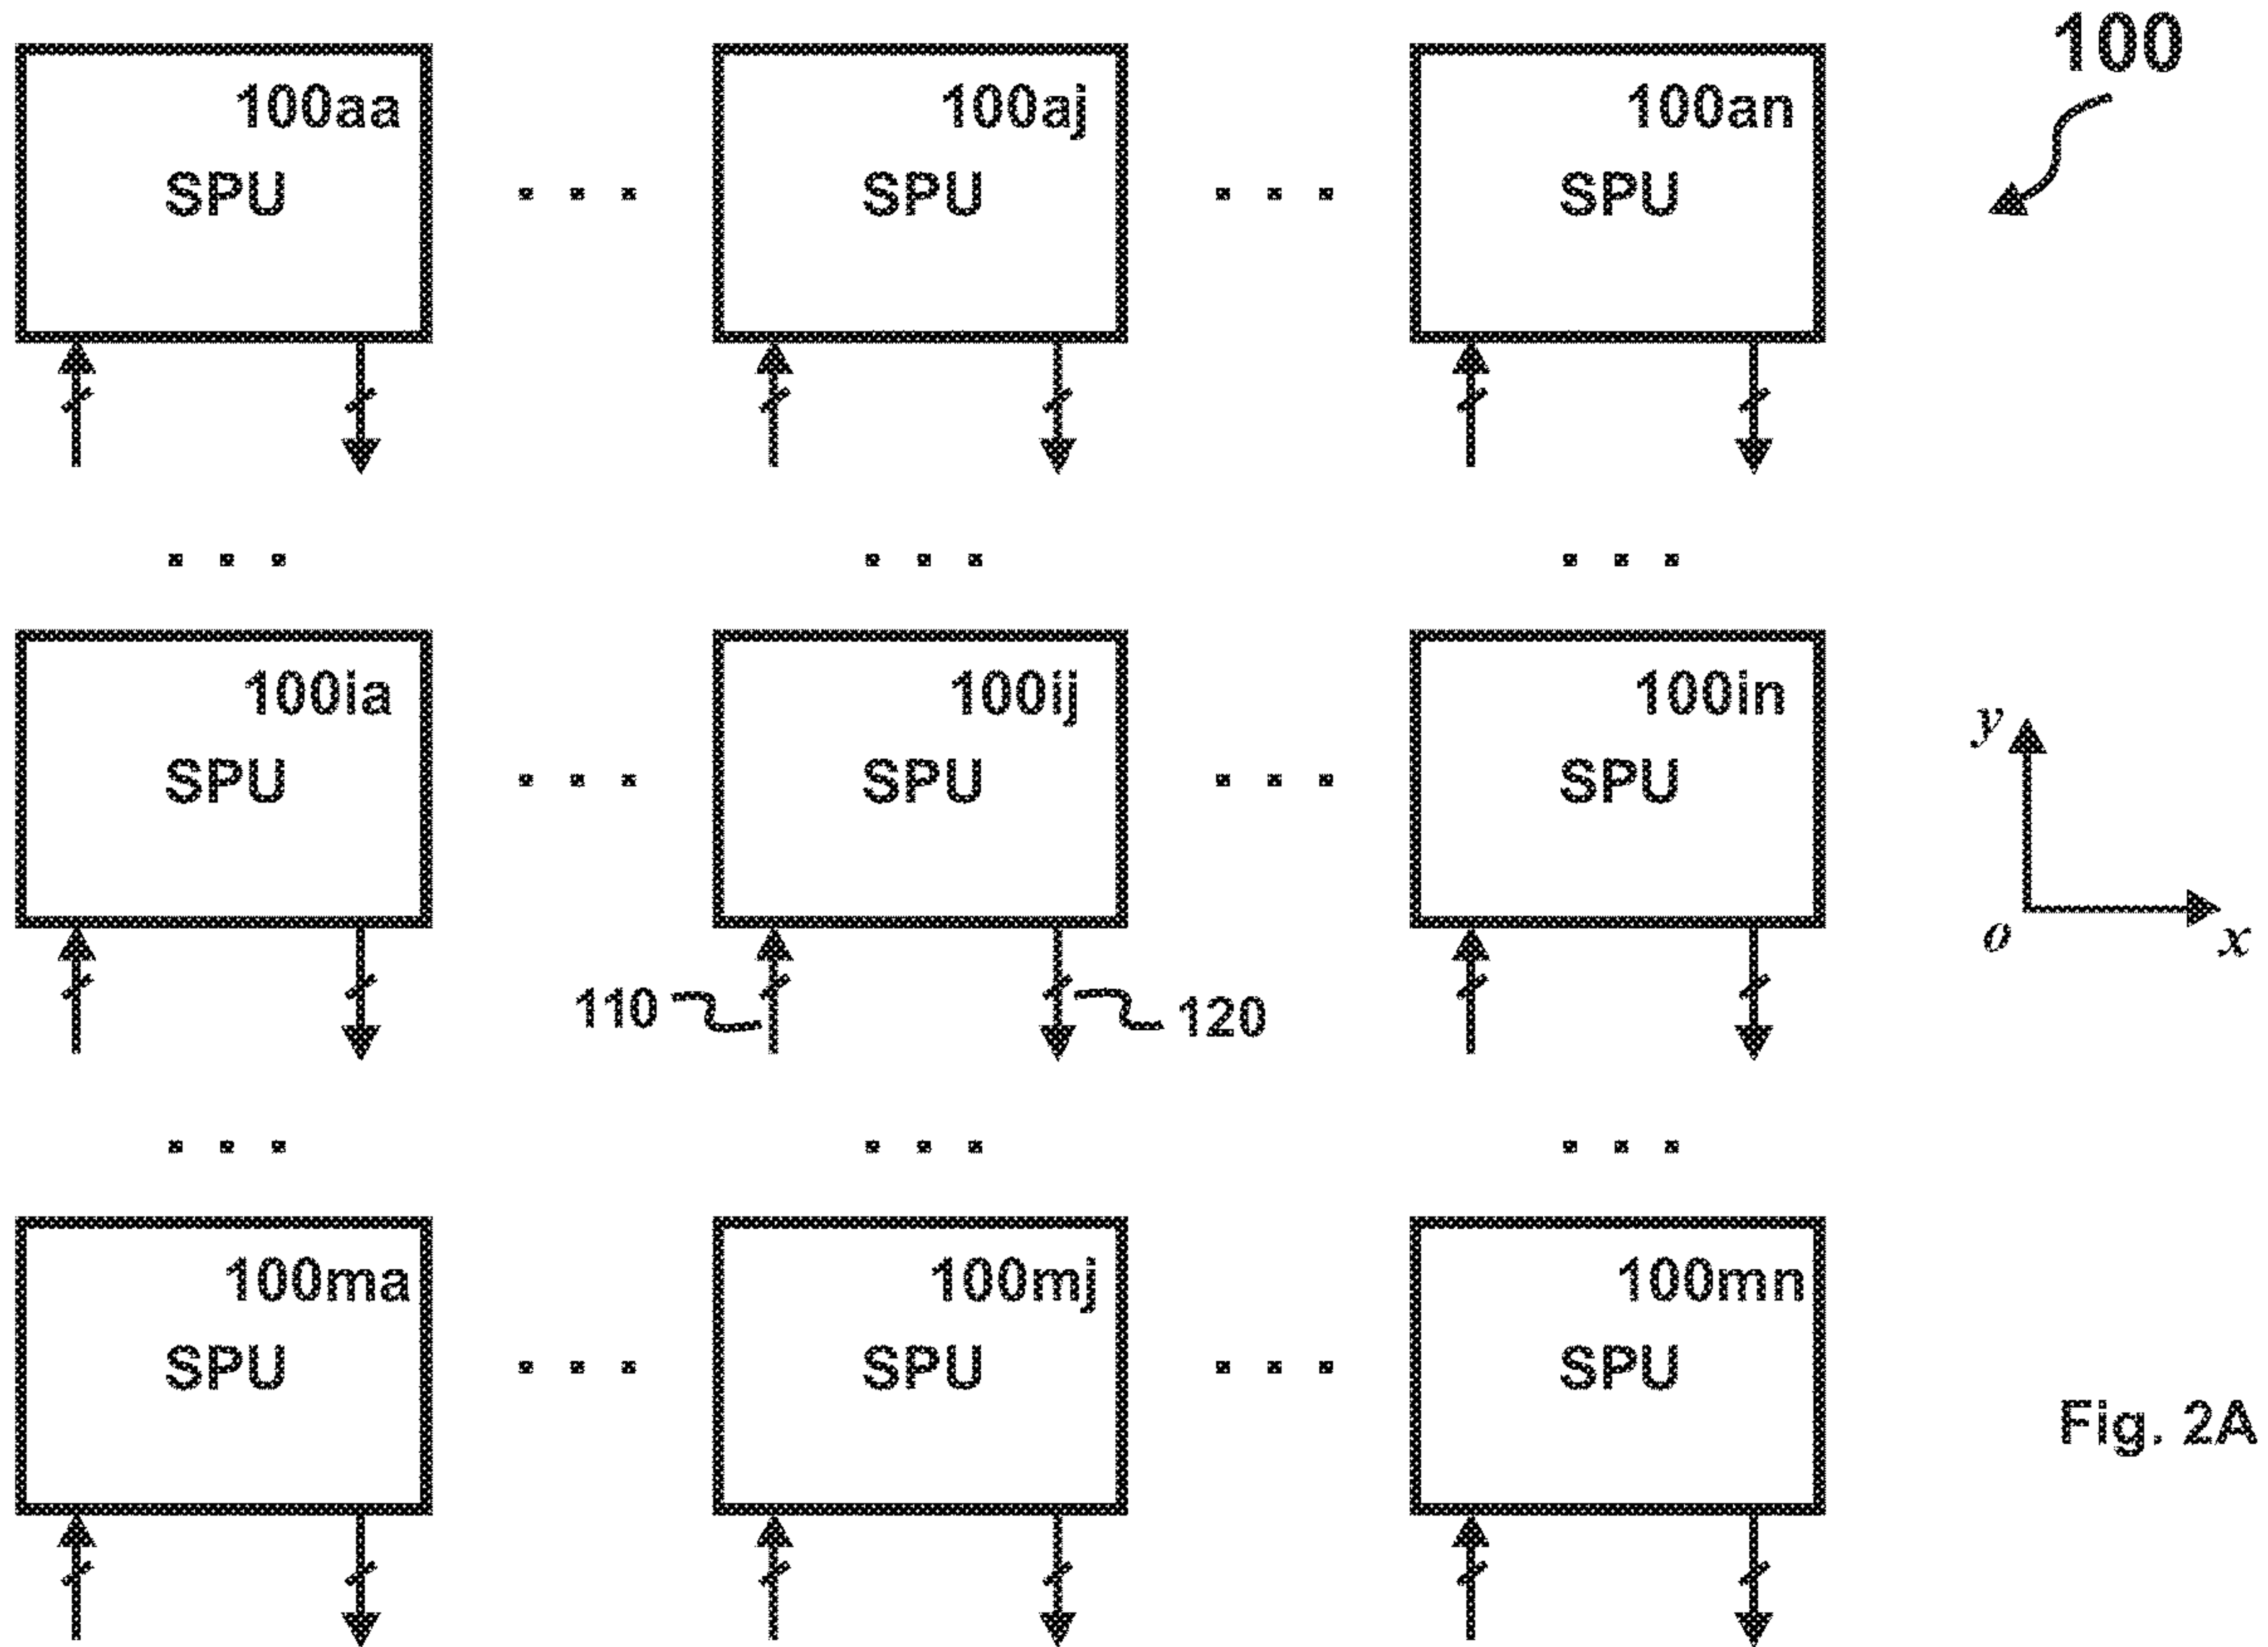 100
100aa 100aj 100an
SPU . . . SPU . . . SPU
. . . . . . . . .
100ia 100ij 100in
y
SPU . . . SPU . . . SPU
o x
110 120
. . . . . . . . .
100ma 100mj 100mn
SPU . . . SPU . . . SPU
Fig. 2A